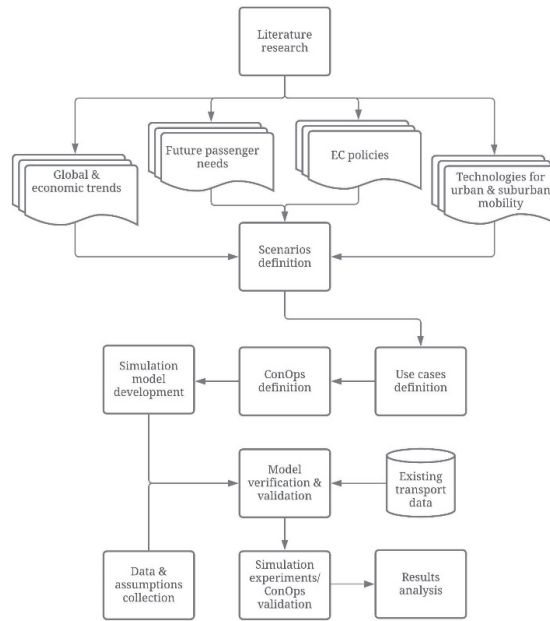 Literature
research
Global &
economic trends
Future passenger
needs
EC policies
Technologies for
urban & suburban
mobility
Scenarios
definition
Simulation
model
development
ConOps
definition
Use cases
definition
Model
verification &
validation
Existing
transport
data
Data &
assumptions
collection
Simulation
experiments/
ConOps
validation
Results
analysis